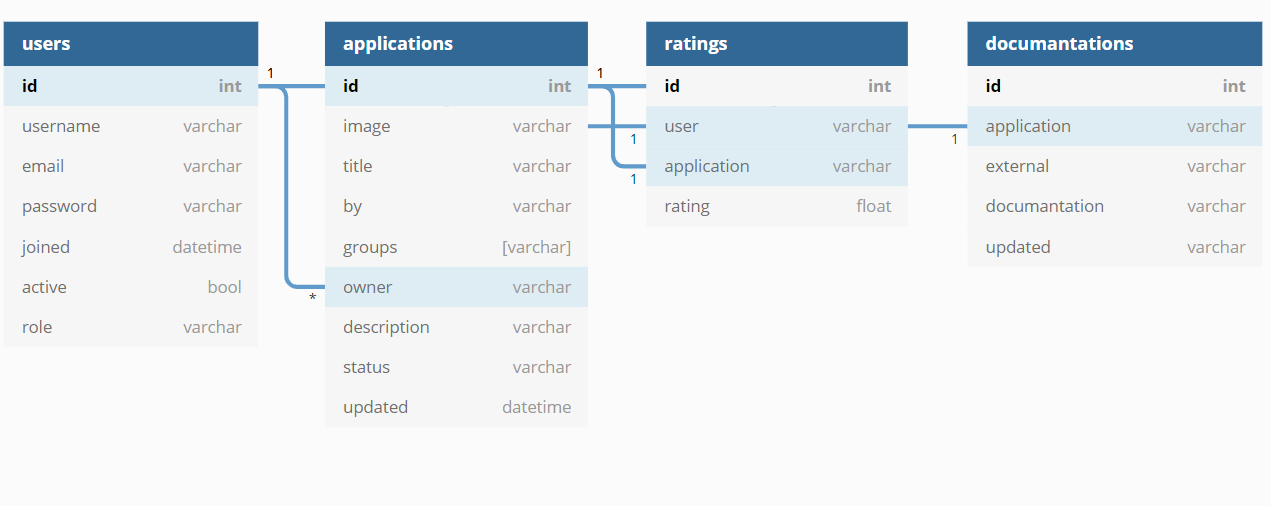 users
id int
username varchar
email varchar
password varchar
joined datetime
active bool
role varchar
1
*
applications
id int
image varchar
title varchar
by varchar
groups [varchar]
owner varchar
description varchar
status varchar
updated datetime
1
1
1
ratings
id int
user varchar
application varchar
rating float
1
documantations
id int
application varchar
external varchar
documantation varchar
updated varchar